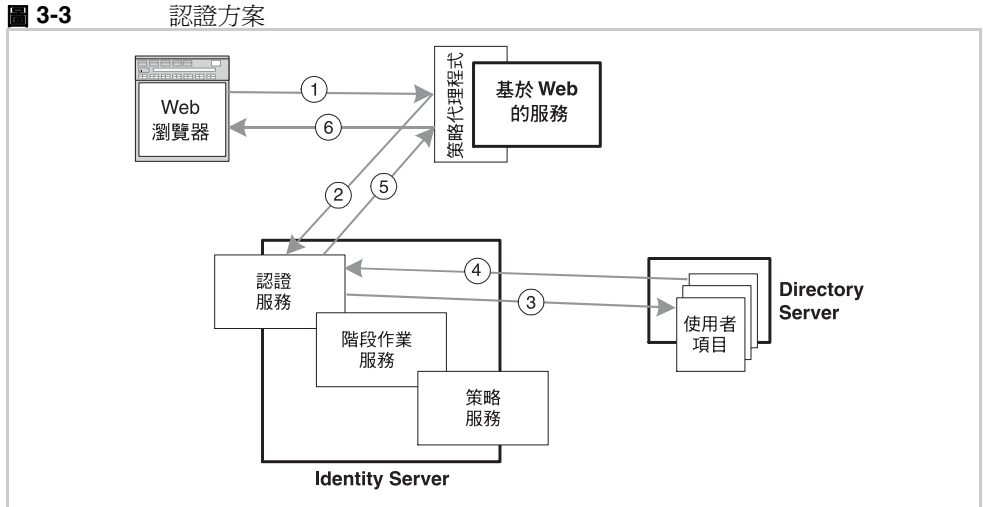 圖 3-3 認證方案
Web
瀏覽器
1
6
策略代理程式
基於 Web
的服務
2
5
認證
服務
4
3
階段作業
服務
策略
服務
使用者
項目
Directory
Server
Identity Server